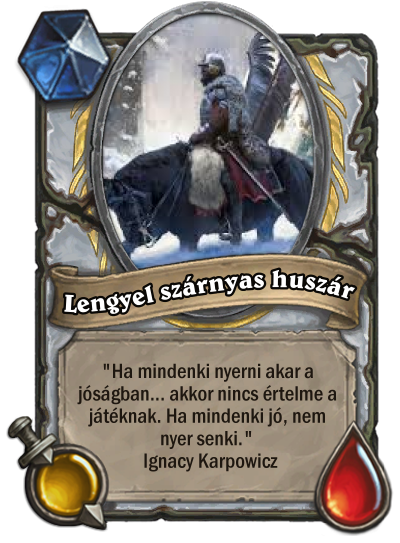 Lengyel szárnyas huszár
"Ha mindenki nyerni akar a
jóságban... akkor nincs értelme a
játéknak. Ha mindenki jó, nem
nyer senki."
Ignacy Karpowicz